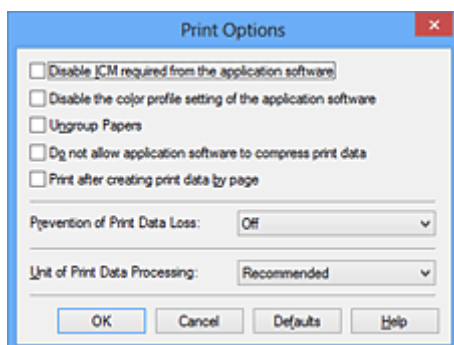 Print Options
Disable ICM required from the application software
Disable the color profile setting of the application software
Ungroup Papers
Do not allow application software to compress print data
Print after creating print data by page
Prevention of Print Data Loss: Off
Unit of Print Data Processing: Recommended
OK Cancel Defaults Help